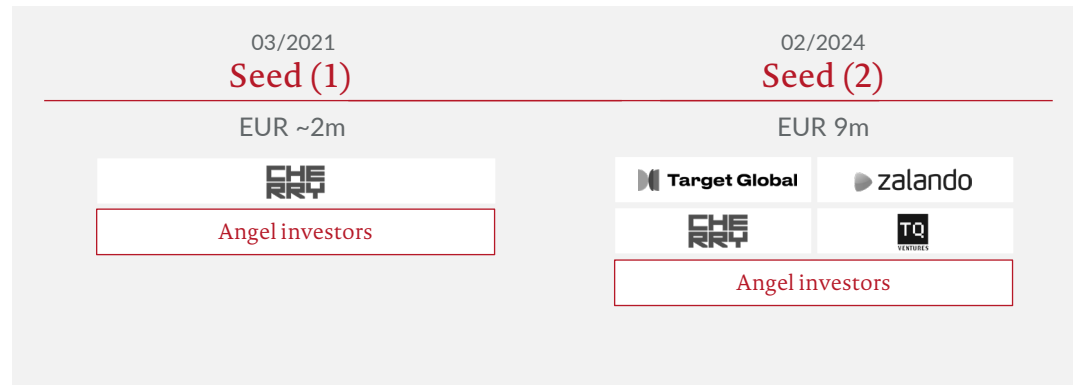 03/2021
Seed (1)
EUR ~2m
CHE
RRY
Angel investors
02/2024
Seed (2)
EUR 9m
Target Global
zalando
CHE
RRY
TQ
VENTURES
Angel investors